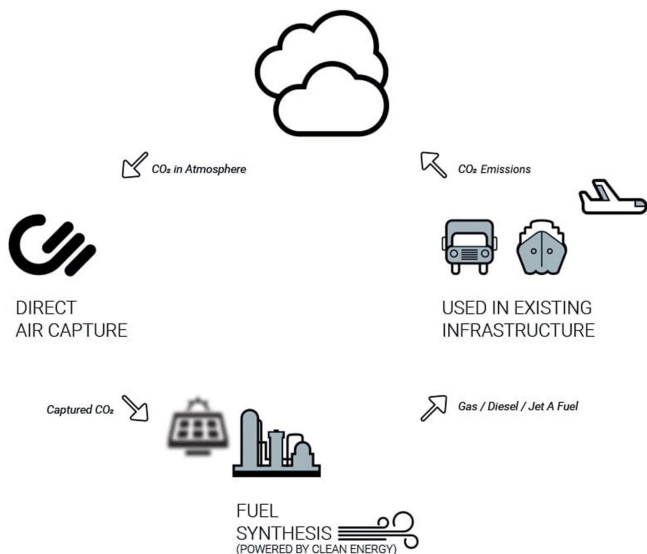 CO₂ in Atmosphere
CO₂ Emissions
DIRECT
AIR CAPTURE
USED IN EXISTING
INFRASTRUCTURE
Captured CO₂
Gas / Diesel / Jet A Fuel
FUEL
SYNTHESIS
(POWERED BY CLEAN ENERGY)